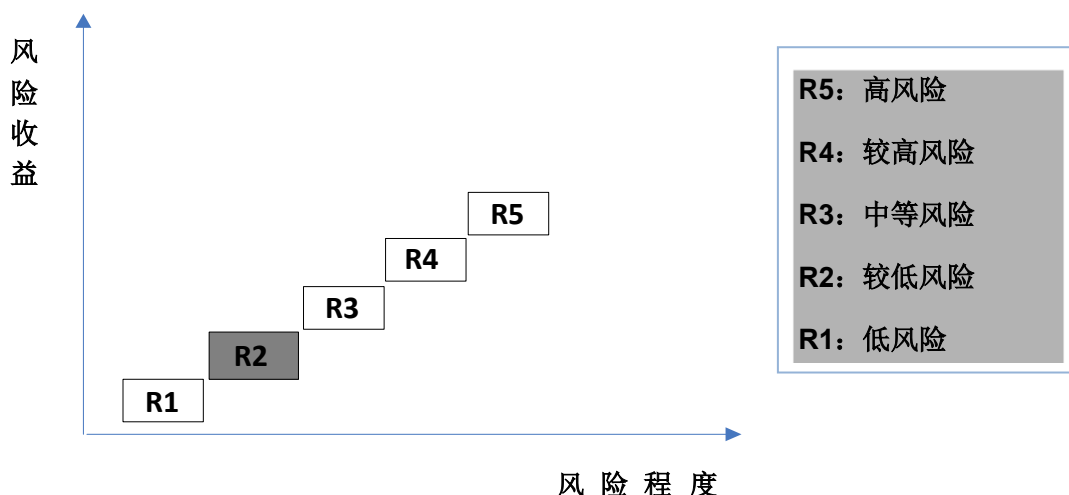 风
险
收
益
R5
R4
R3
R2
R1
风 险 程 度
R5：高风险
R4：较高风险
R3：中等风险
R2：较低风险
R1：低风险